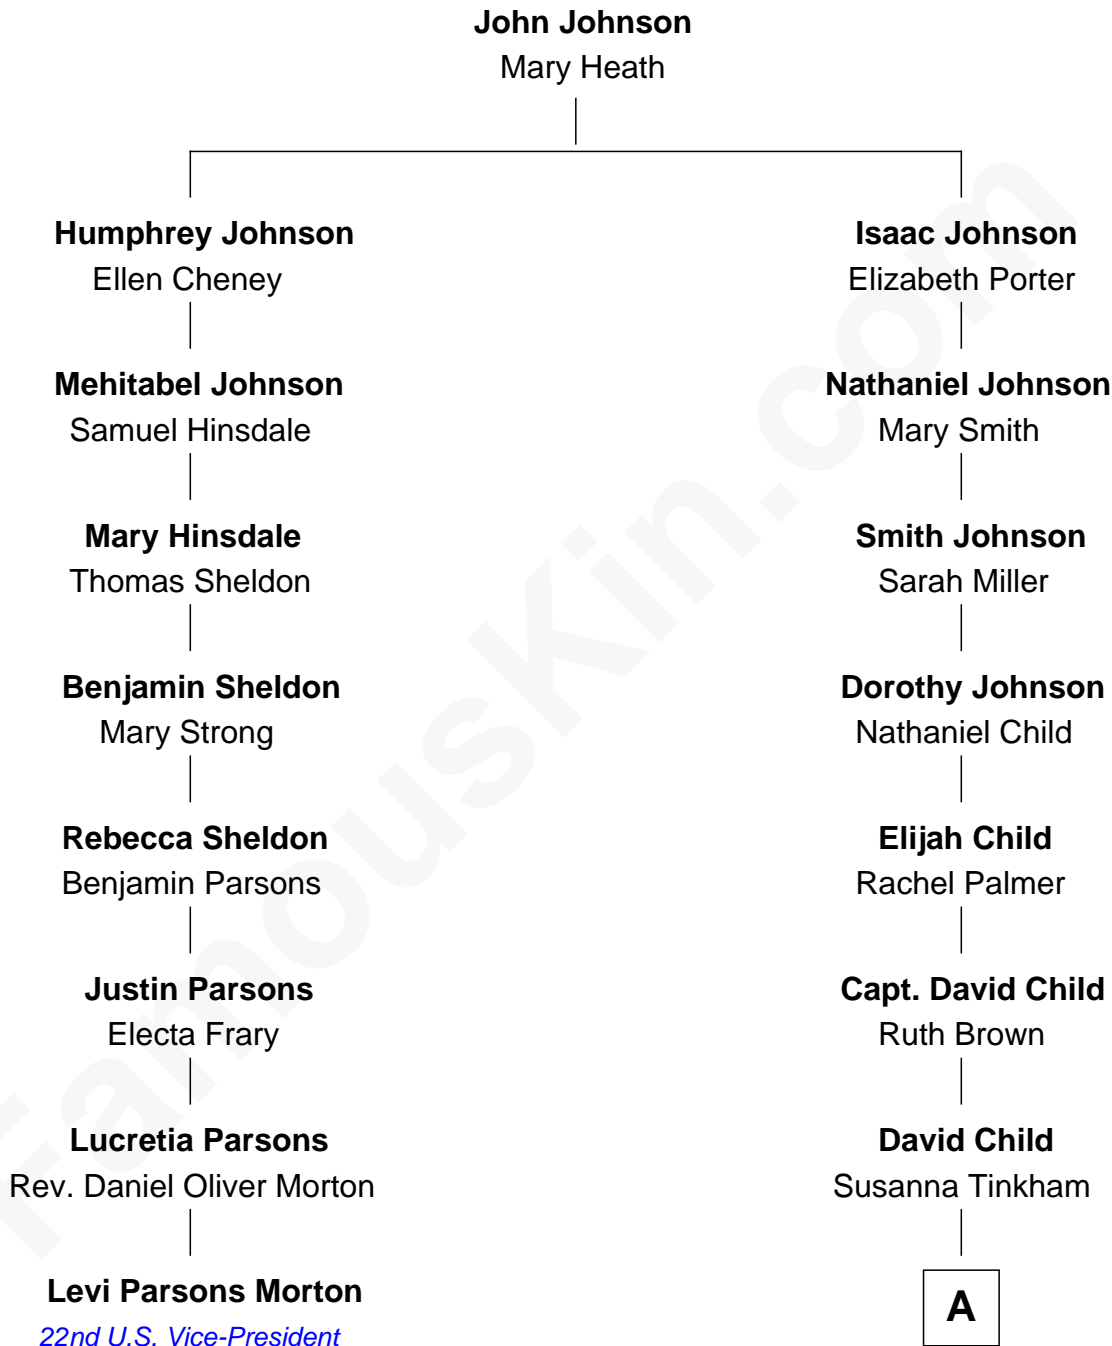 John Johnson
Mary Heath
Humphrey Johnson
Ellen Cheney
Isaac Johnson
Elizabeth Porter
Mehitabel Johnson
Samuel Hinsdale
Nathaniel Johnson
Mary Smith
Mary Hinsdale
Thomas Sheldon
Smith Johnson
Sarah Miller
Benjamin Sheldon
Mary Strong
Dorothy Johnson
Nathaniel Child
Rebecca Sheldon
Benjamin Parsons
Elijah Child
Rachel Palmer
Justin Parsons
Electa Frary
Capt. David Child
Ruth Brown
Lucretia Parsons
Rev. Daniel Oliver Morton
David Child
Susanna Tinkham
Levi Parsons Morton
22nd U.S. Vice-President
A
FamousKin.com